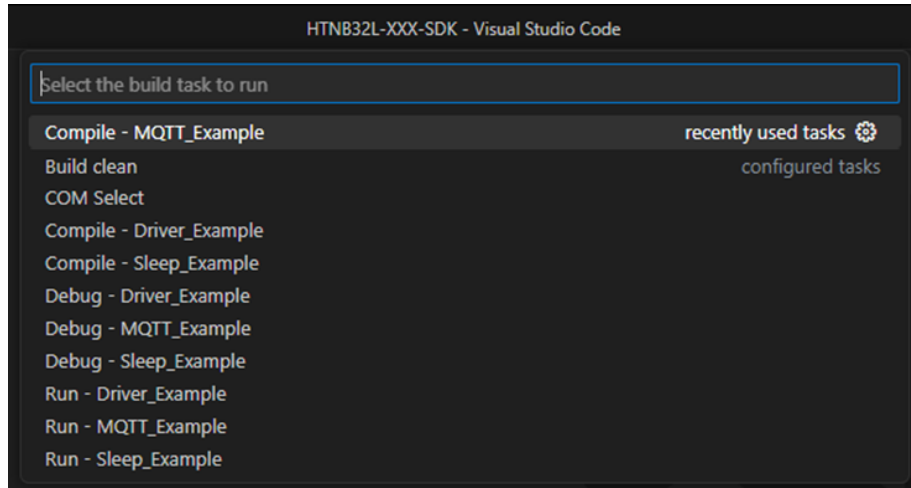 HTNB32L-XXX-SDK - Visual Studio Code
Select the build task to run
Compile - MQTT_Example recently used tasks
Build clean configured tasks
COM Select
Compile - Driver_Example
Compile - Sleep_Example
Debug - Driver_Example
Debug - MQTT_Example
Debug - Sleep_Example
Run - Driver_Example
Run - MQTT_Example
Run - Sleep_Example